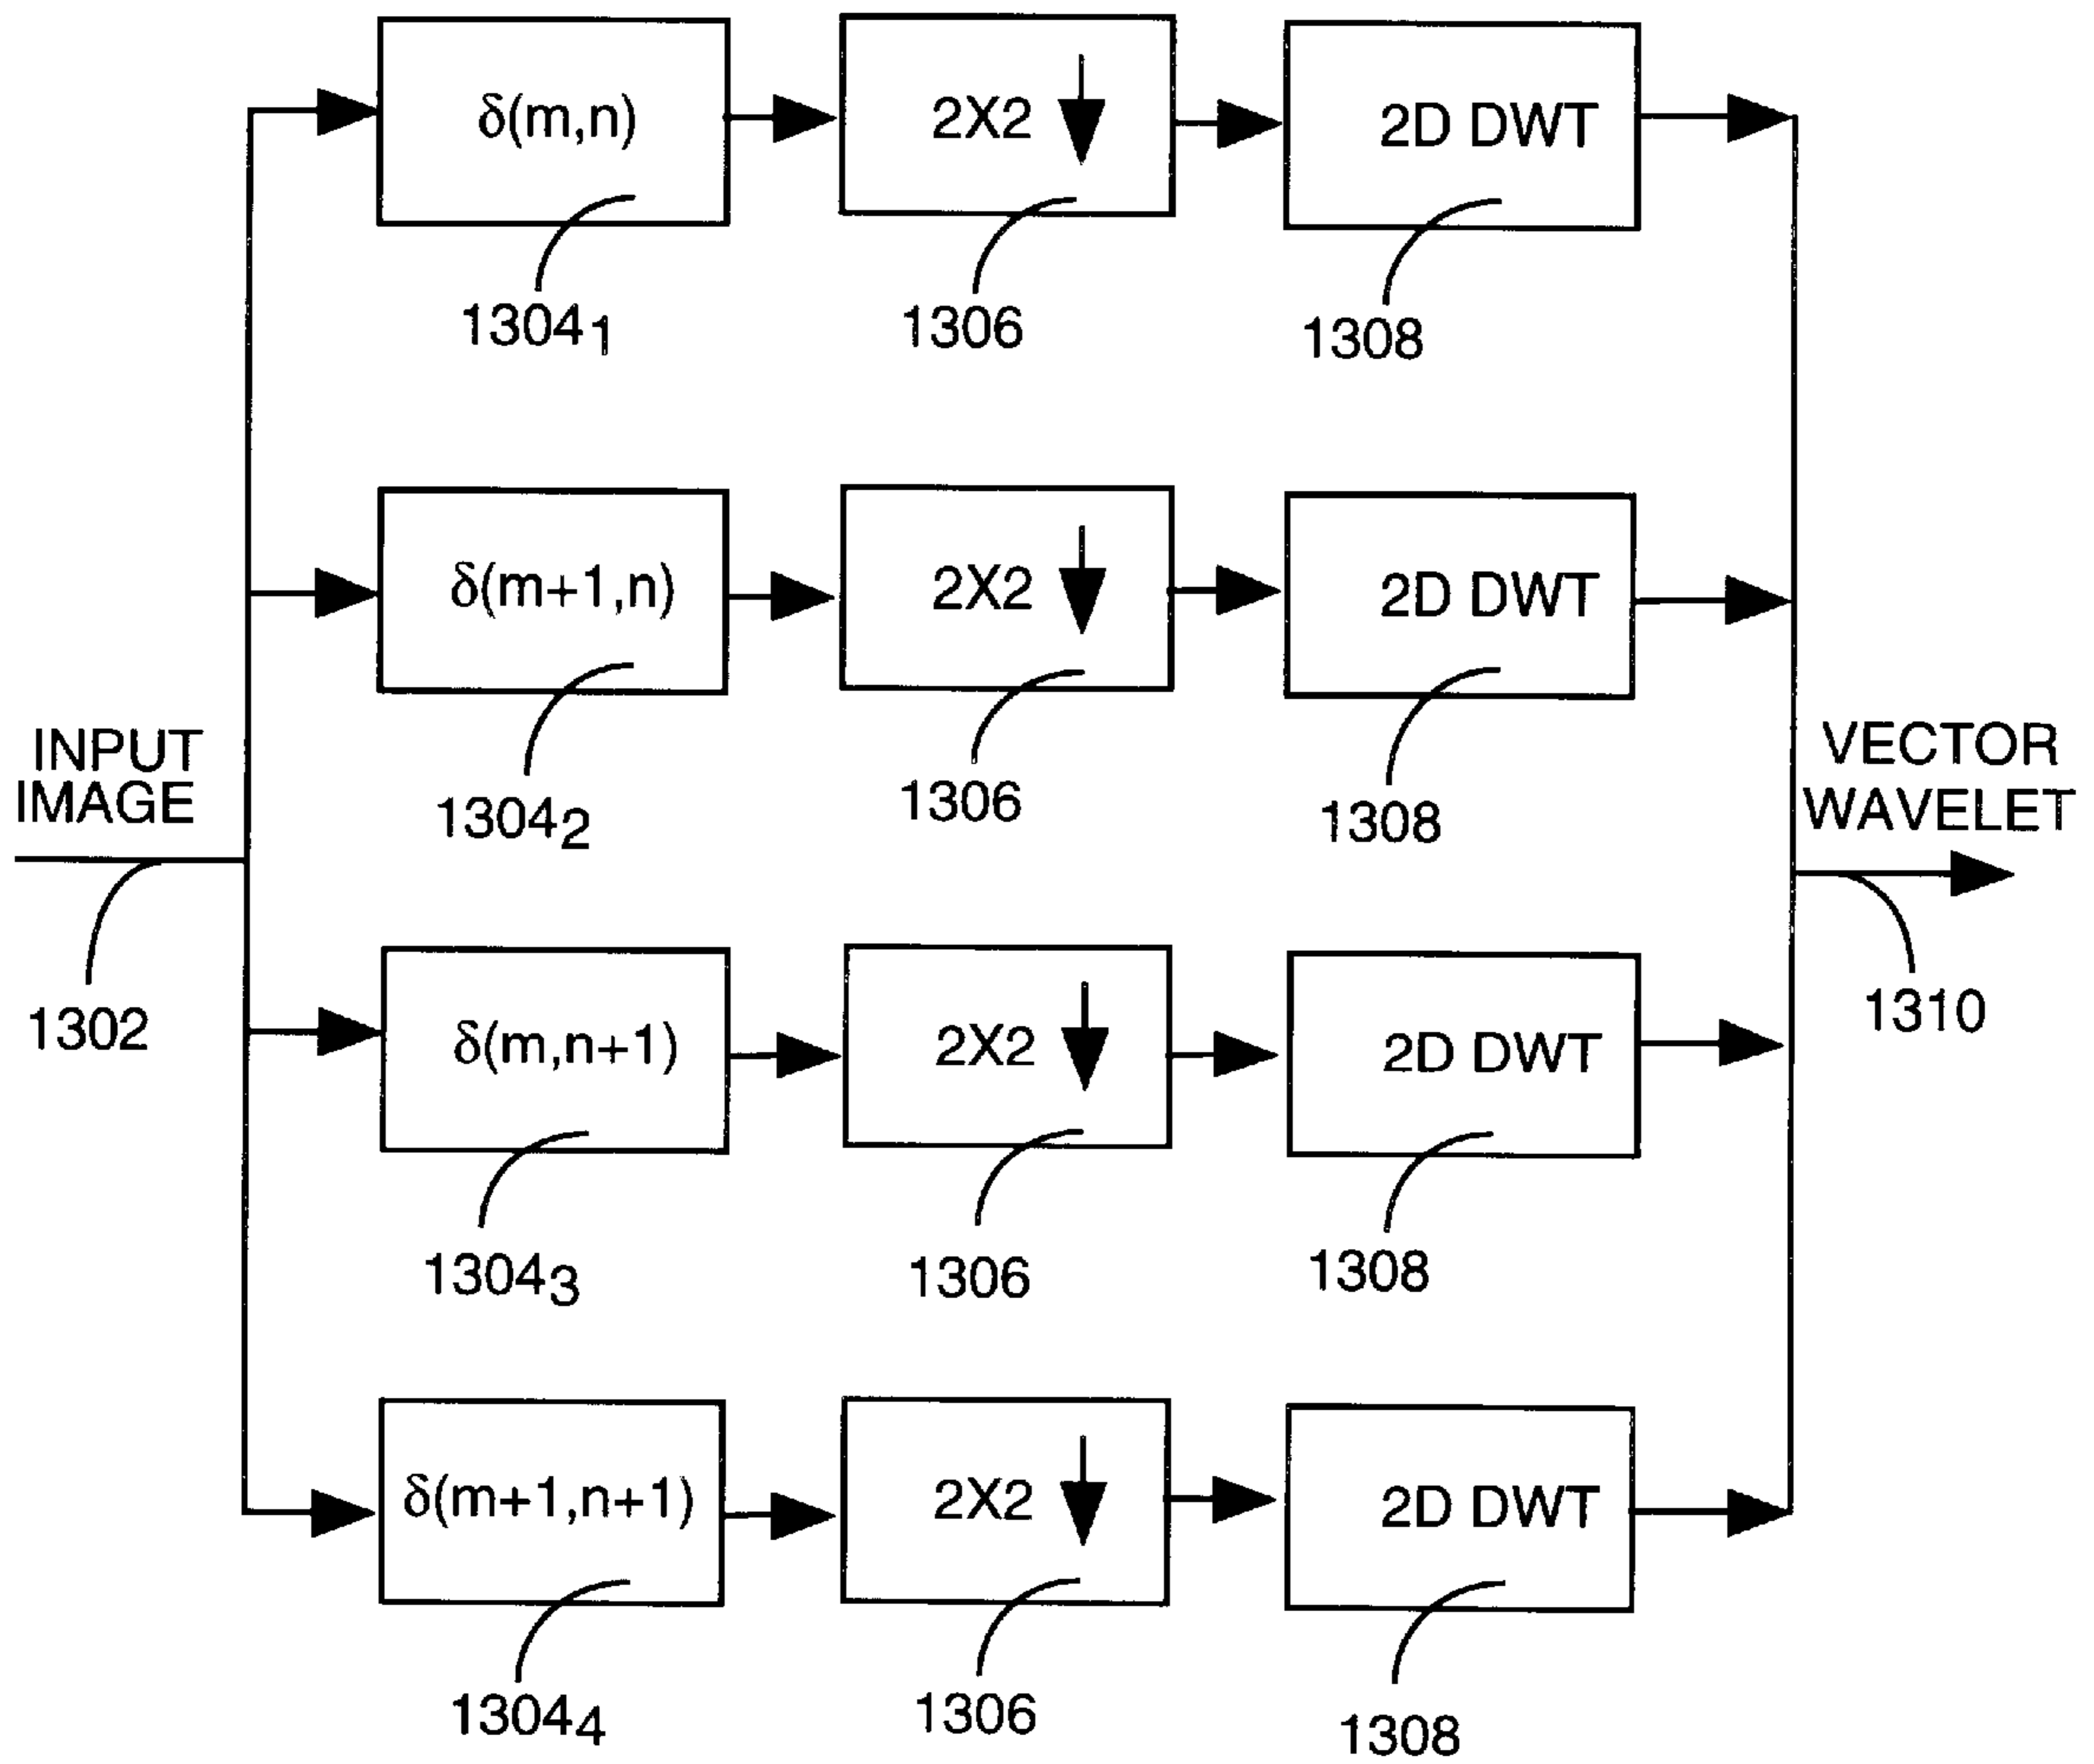 δ(m,n)
2X2
2D DWT
1304₁
1306
1308
δ(m+1,n)
2X2
2D DWT
INPUT
IMAGE
1304₂
1306
1308
VECTOR
WAVELET
1302
δ(m,n+1)
2X2
2D DWT
1310
1304₃
1306
1308
δ(m+1,n+1)
2X2
2D DWT
1304₄
1306
1308